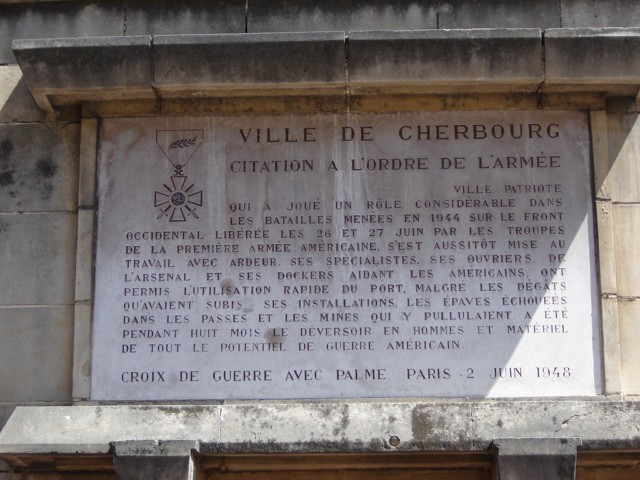 VILLE DE CHERBOURG
CITATION A L'ORDRE DE L'ARMÉE
VILLE PATRIOTE
QUI A JOUÉ UN RÔLE CONSIDÉRABLE DANS
LES BATAILLES MENÉES EN 1944 SUR LE FRONT
OCCIDENTAL LIBÉRÉE LES 26 ET 27 JUIN PAR LES TROUPES
DE LA PREMIÈRE ARMÉE AMÉRICAINE, S'EST AUSSITÔT MISE AU
TRAVAIL AVEC ARDEUR, SES SPÉCIALISTES, SES OUVRIERS DE
L'ARSENAL ET SES DOCKERS AIDANT LES AMÉRICAINS, ONT
PERMIS L'UTILISATION RAPIDE DU PORT, MALGRÉ LES DÉGATS
QU'AVAIENT SUBIS SES INSTALLATIONS, LES ÉPAVES ÉCHOUÉES
DANS LES PASSES ET LES MINES QUI Y PULLULAIENT, A ÉTÉ
PENDANT HUIT MOIS LE DÉVERSOIR EN HOMMES ET MATÉRIEL
DE TOUT LE POTENTIEL DE GUERRE AMÉRICAIN.
CROIX DE GUERRE AVEC PALME PARIS - 2 JUIN 1948